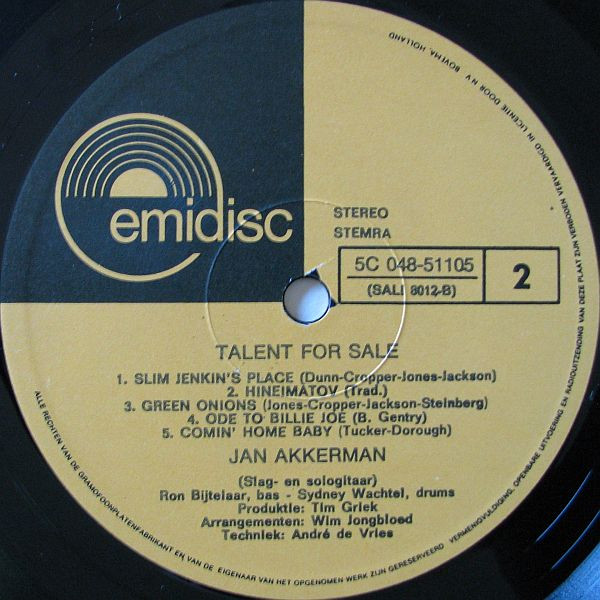 emidisc
STEREO
STEMRA
5C 048-51105
(SALI 8012-B)
2
TALENT FOR SALE
1. SLIM JENKIN'S PLACE (Dunn-Cropper-Jones-Jackson)
2. HINEIMATOV (Trad.)
3. GREEN ONIONS (Jones-Cropper-Jackson-Steinberg)
4. ODE TO BILLIE JOE (B. Gentry)
5. COMIN' HOME BABY (Tucker-Dorough)
JAN AKKERMAN
(Slag- en sologitaar)
Ron Bijtelaar, bas - Sydney Wachtel, drums
Produktie: Tim Griek
Arrangementen: Wim Jongbloed
Techniek: André de Vries
ALLE RECHTEN VAN DE GRAMOFOONPLATENFABRIKANT EN VAN DE EIGENAAR VAN HET OPGENOMEN WERK ZIJN GERESERVEERD VERMENIGVULDIGING, OPENBARE UITVOERING EN RADIOUITZENDING VAN DEZE PLAAT ZIJN VERBODEN VERVAARDIGD IN LICENTIE DOOR N.V. BOVEMA, HOLLAND